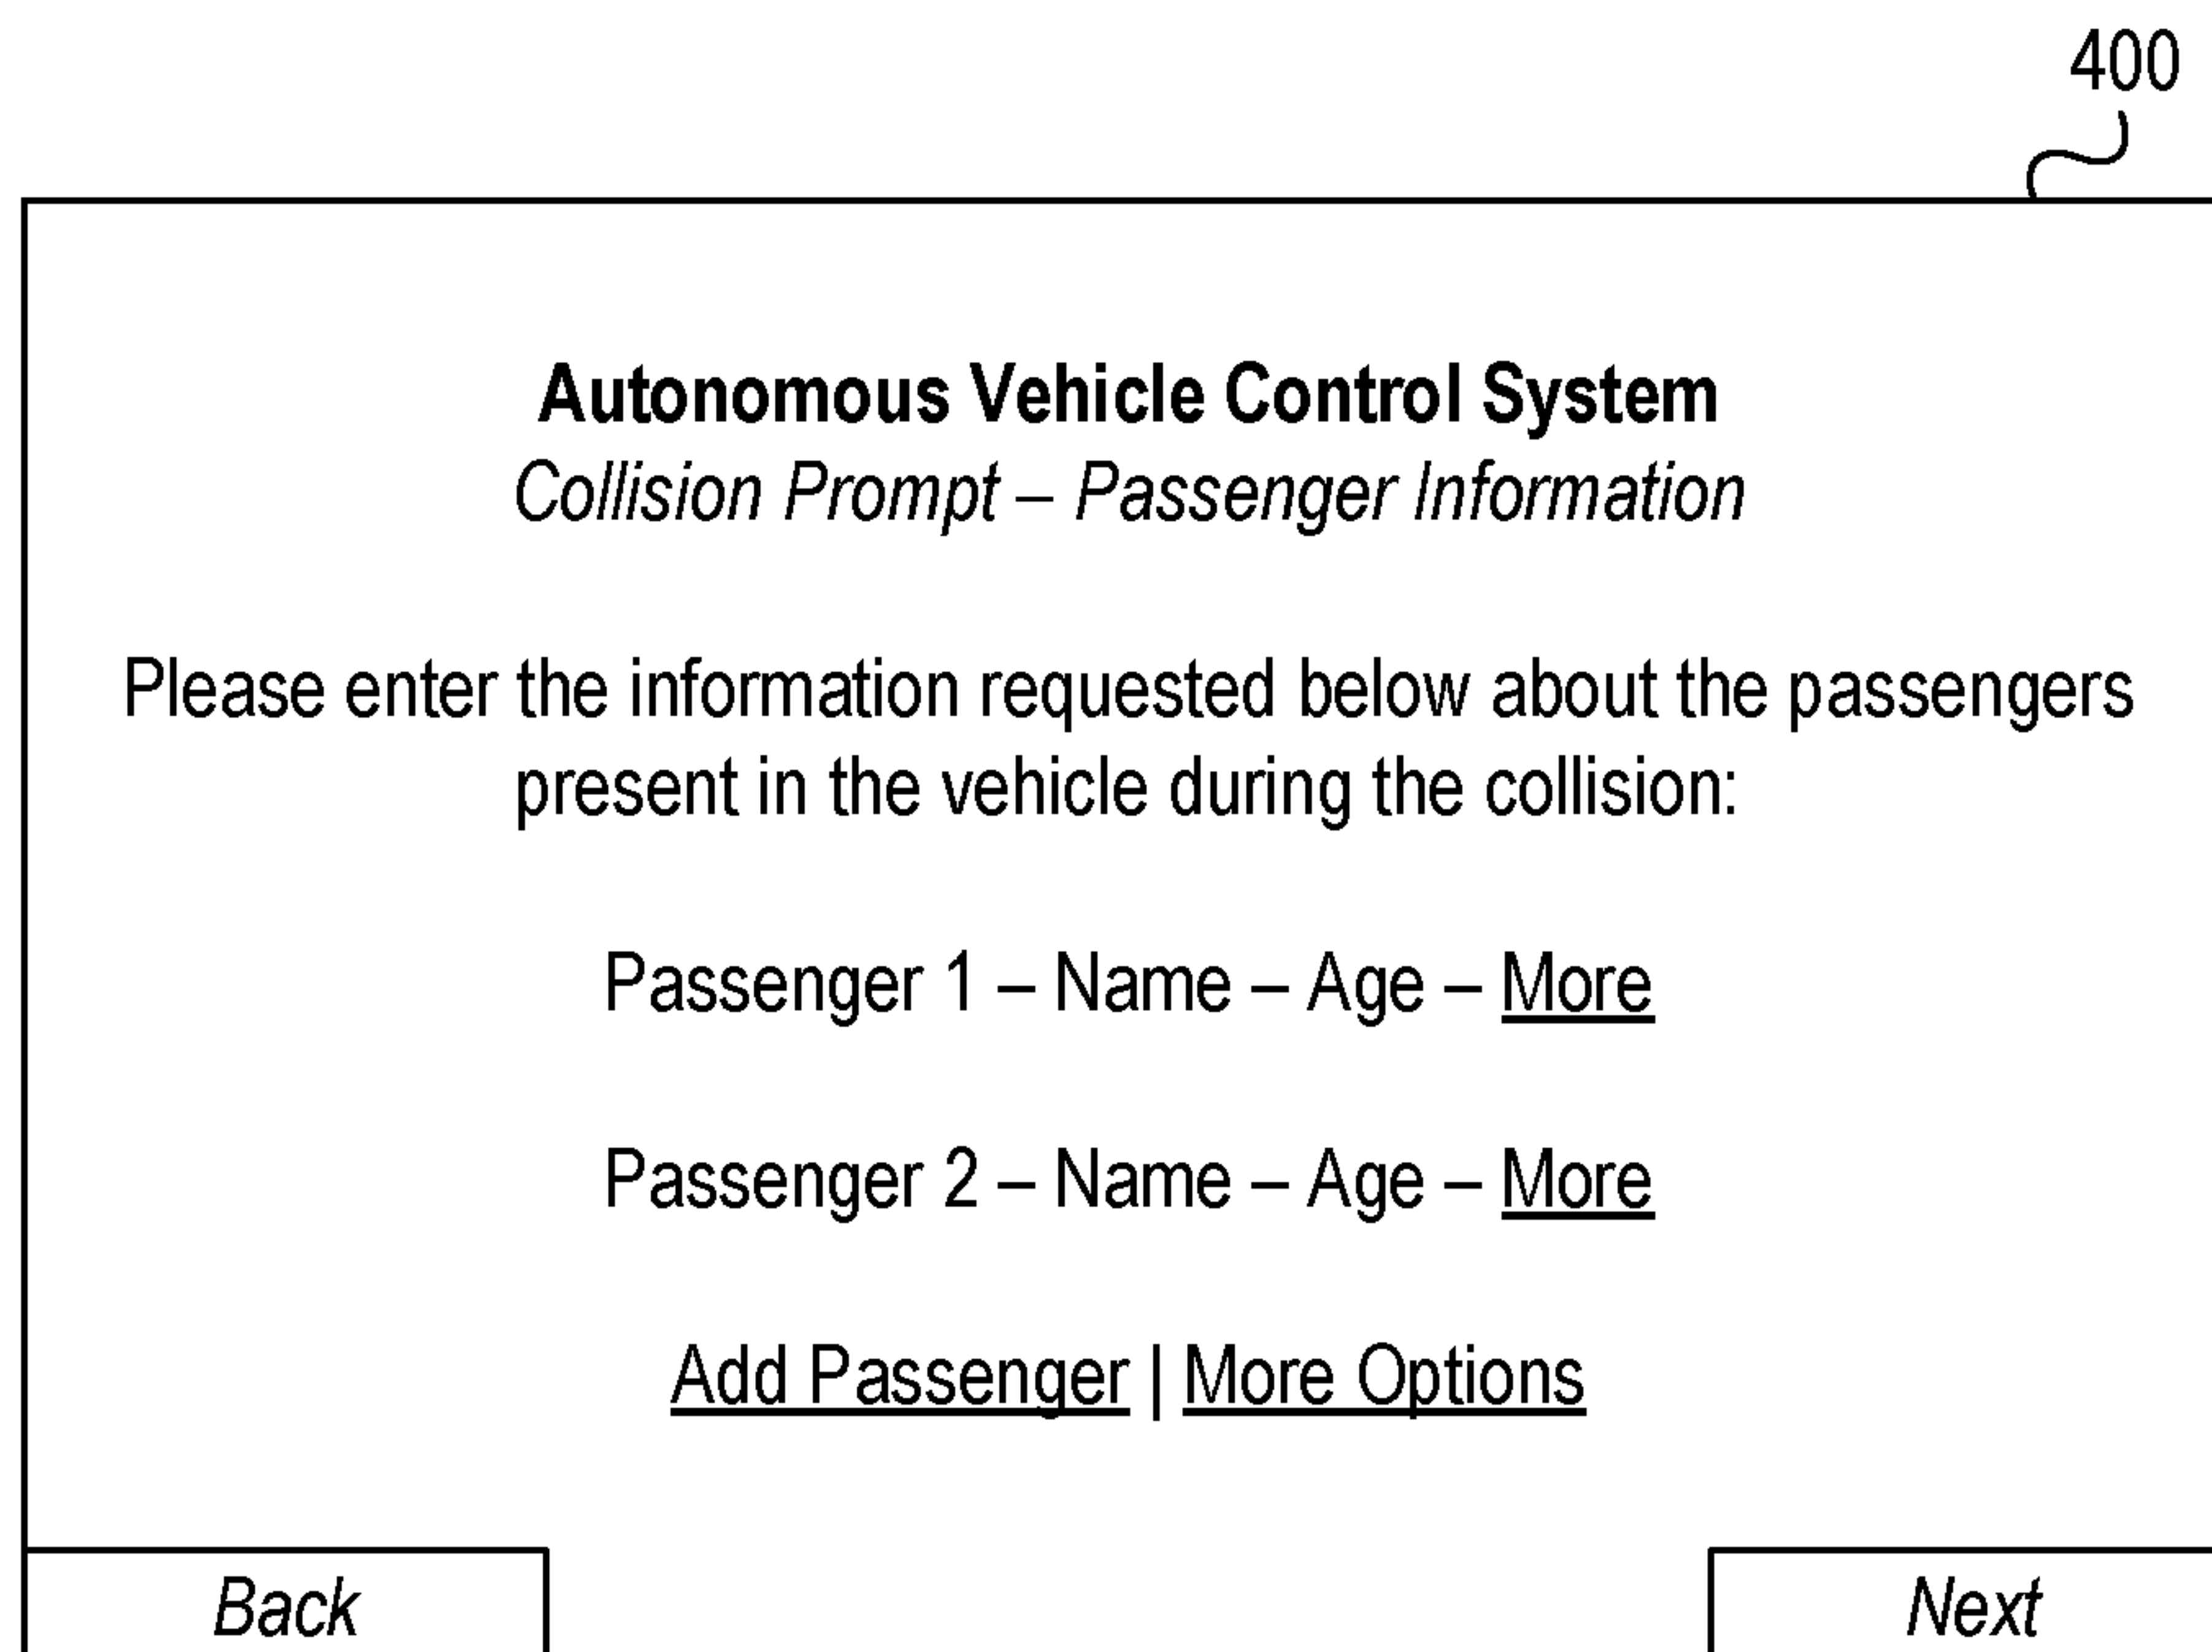 400
Autonomous Vehicle Control System
Collision Prompt – Passenger Information
Please enter the information requested below about the passengers
present in the vehicle during the collision:
Passenger 1 – Name – Age – More
Passenger 2 – Name – Age – More
Add Passenger | More Options
Back
Next